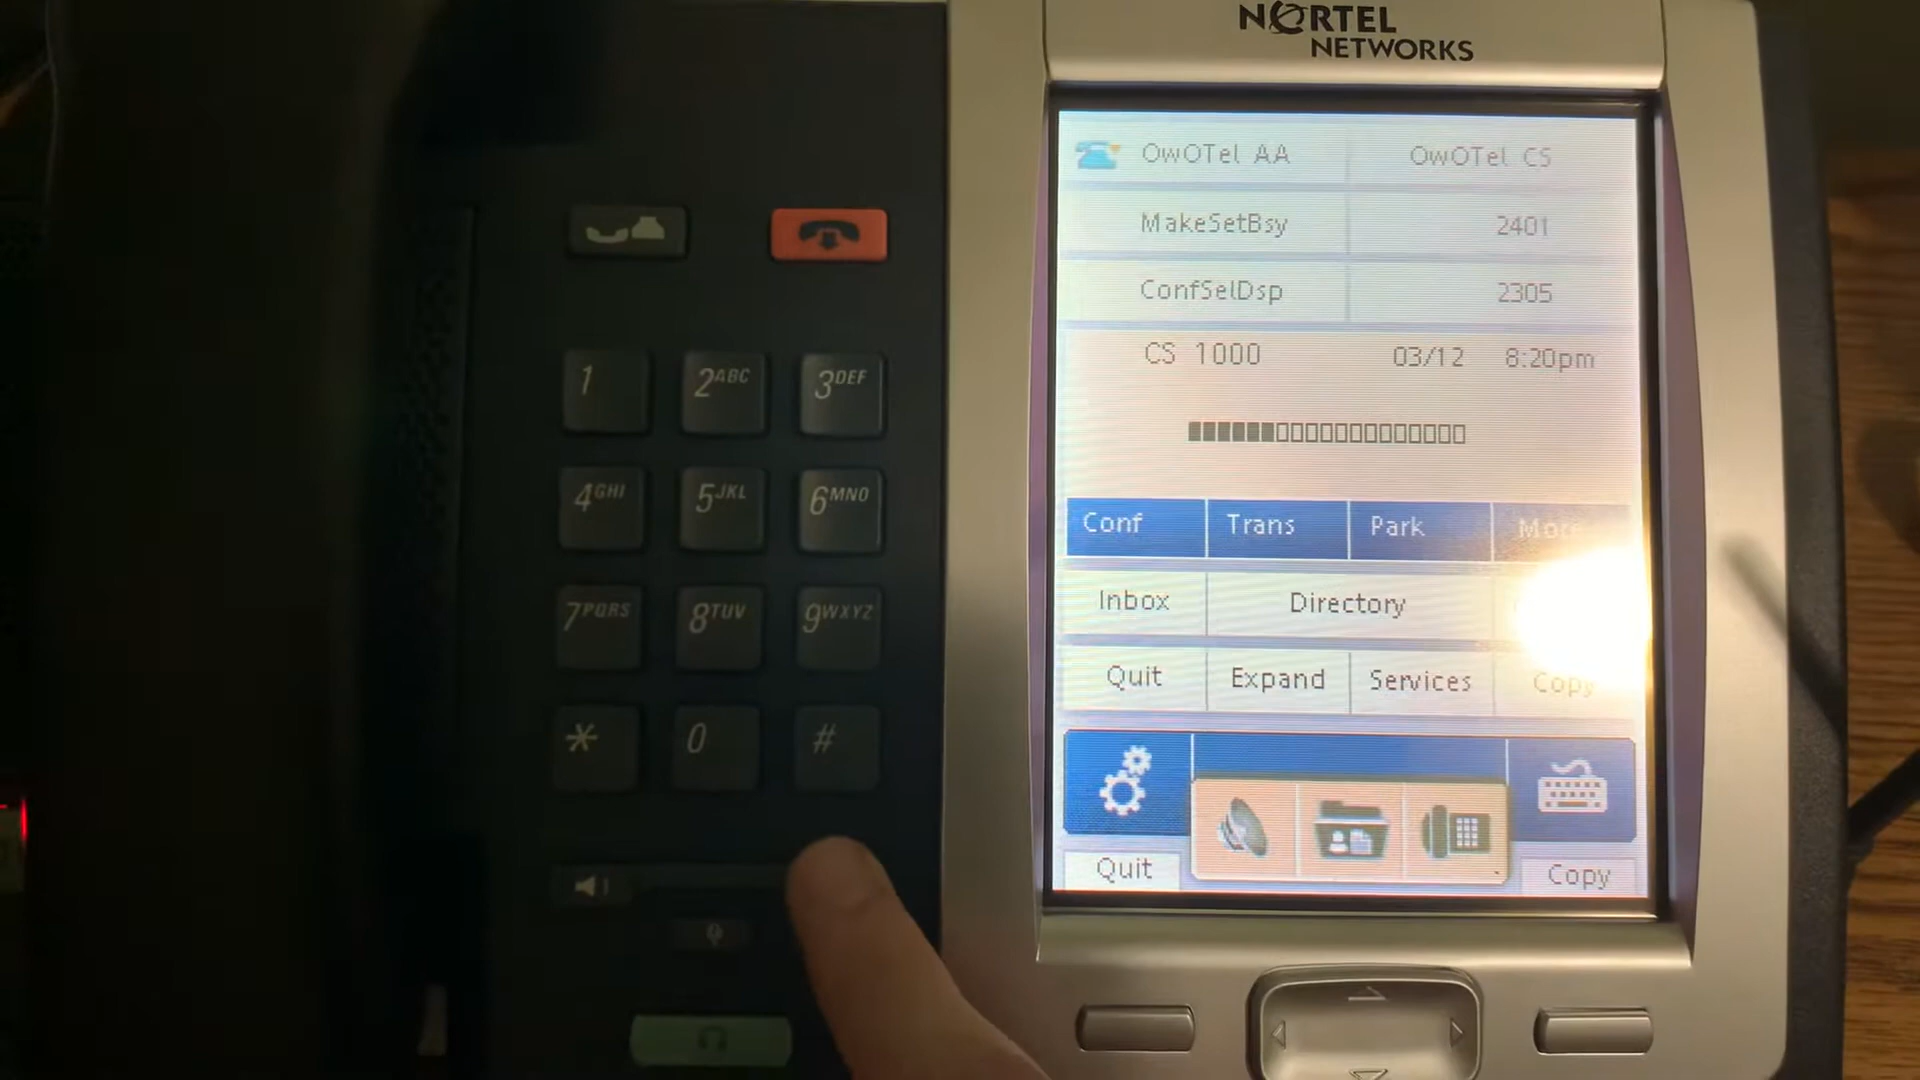 NORTEL
NETWORKS
OwOTel AA OwOTel CS
MakeSetBsy 2401
ConfSelDsp 2305
CS 1000 03/12 8:20pm
Conf Trans Park More
Inbox Directory
Quit Expand Services Copy
Quit Copy
1 2ABC 3DEF
4GHI 5JKL 6MNO
7PQRS 8TUV 9WXYZ
* 0 #